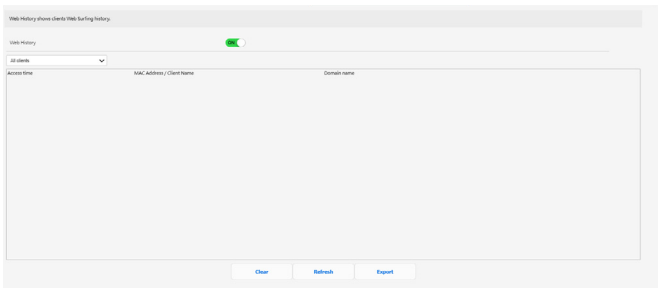 Web History shows clients Web Surfing history.
Web History
ON
All clients
Access time MAC Address / Client Name Domain name
Clear Refresh Export